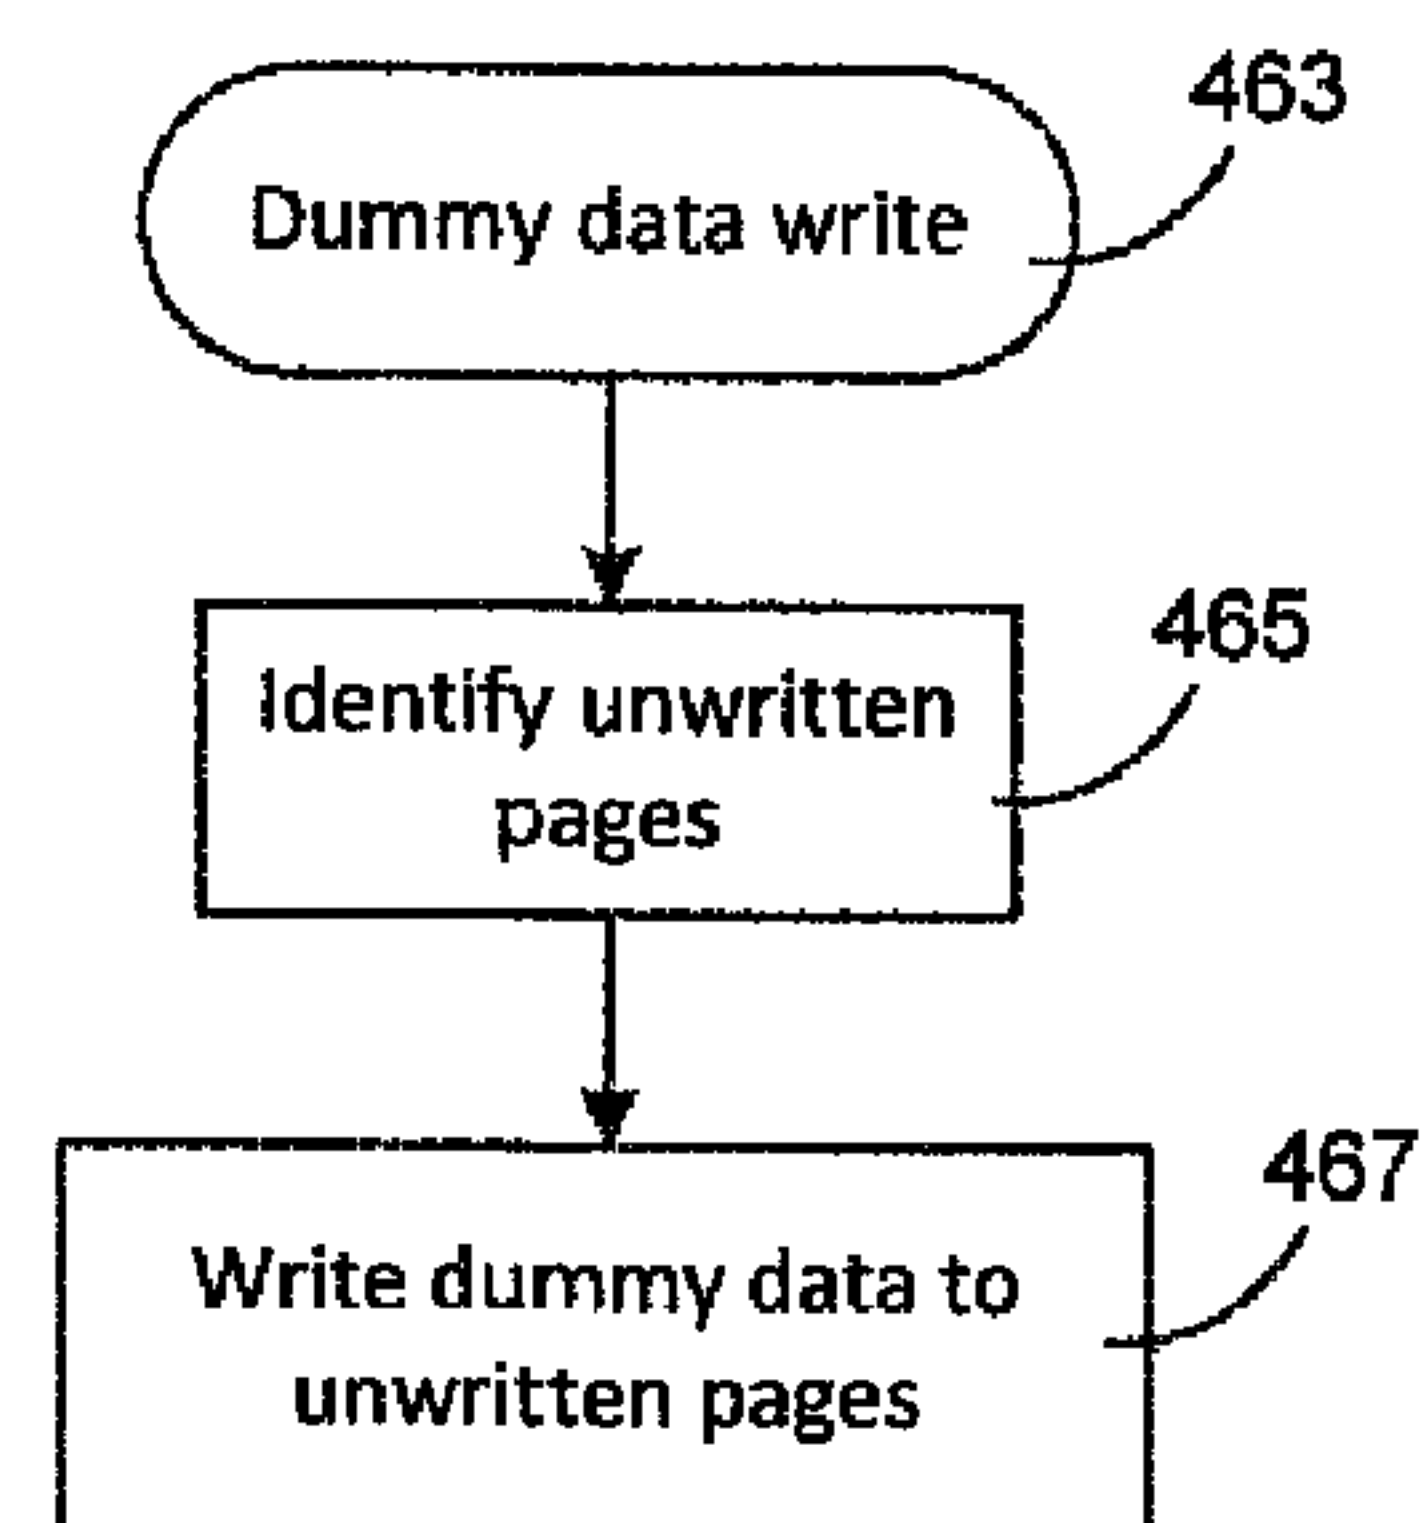 463
Dummy data write
465
Identify unwritten
pages
467
Write dummy data to
unwritten pages